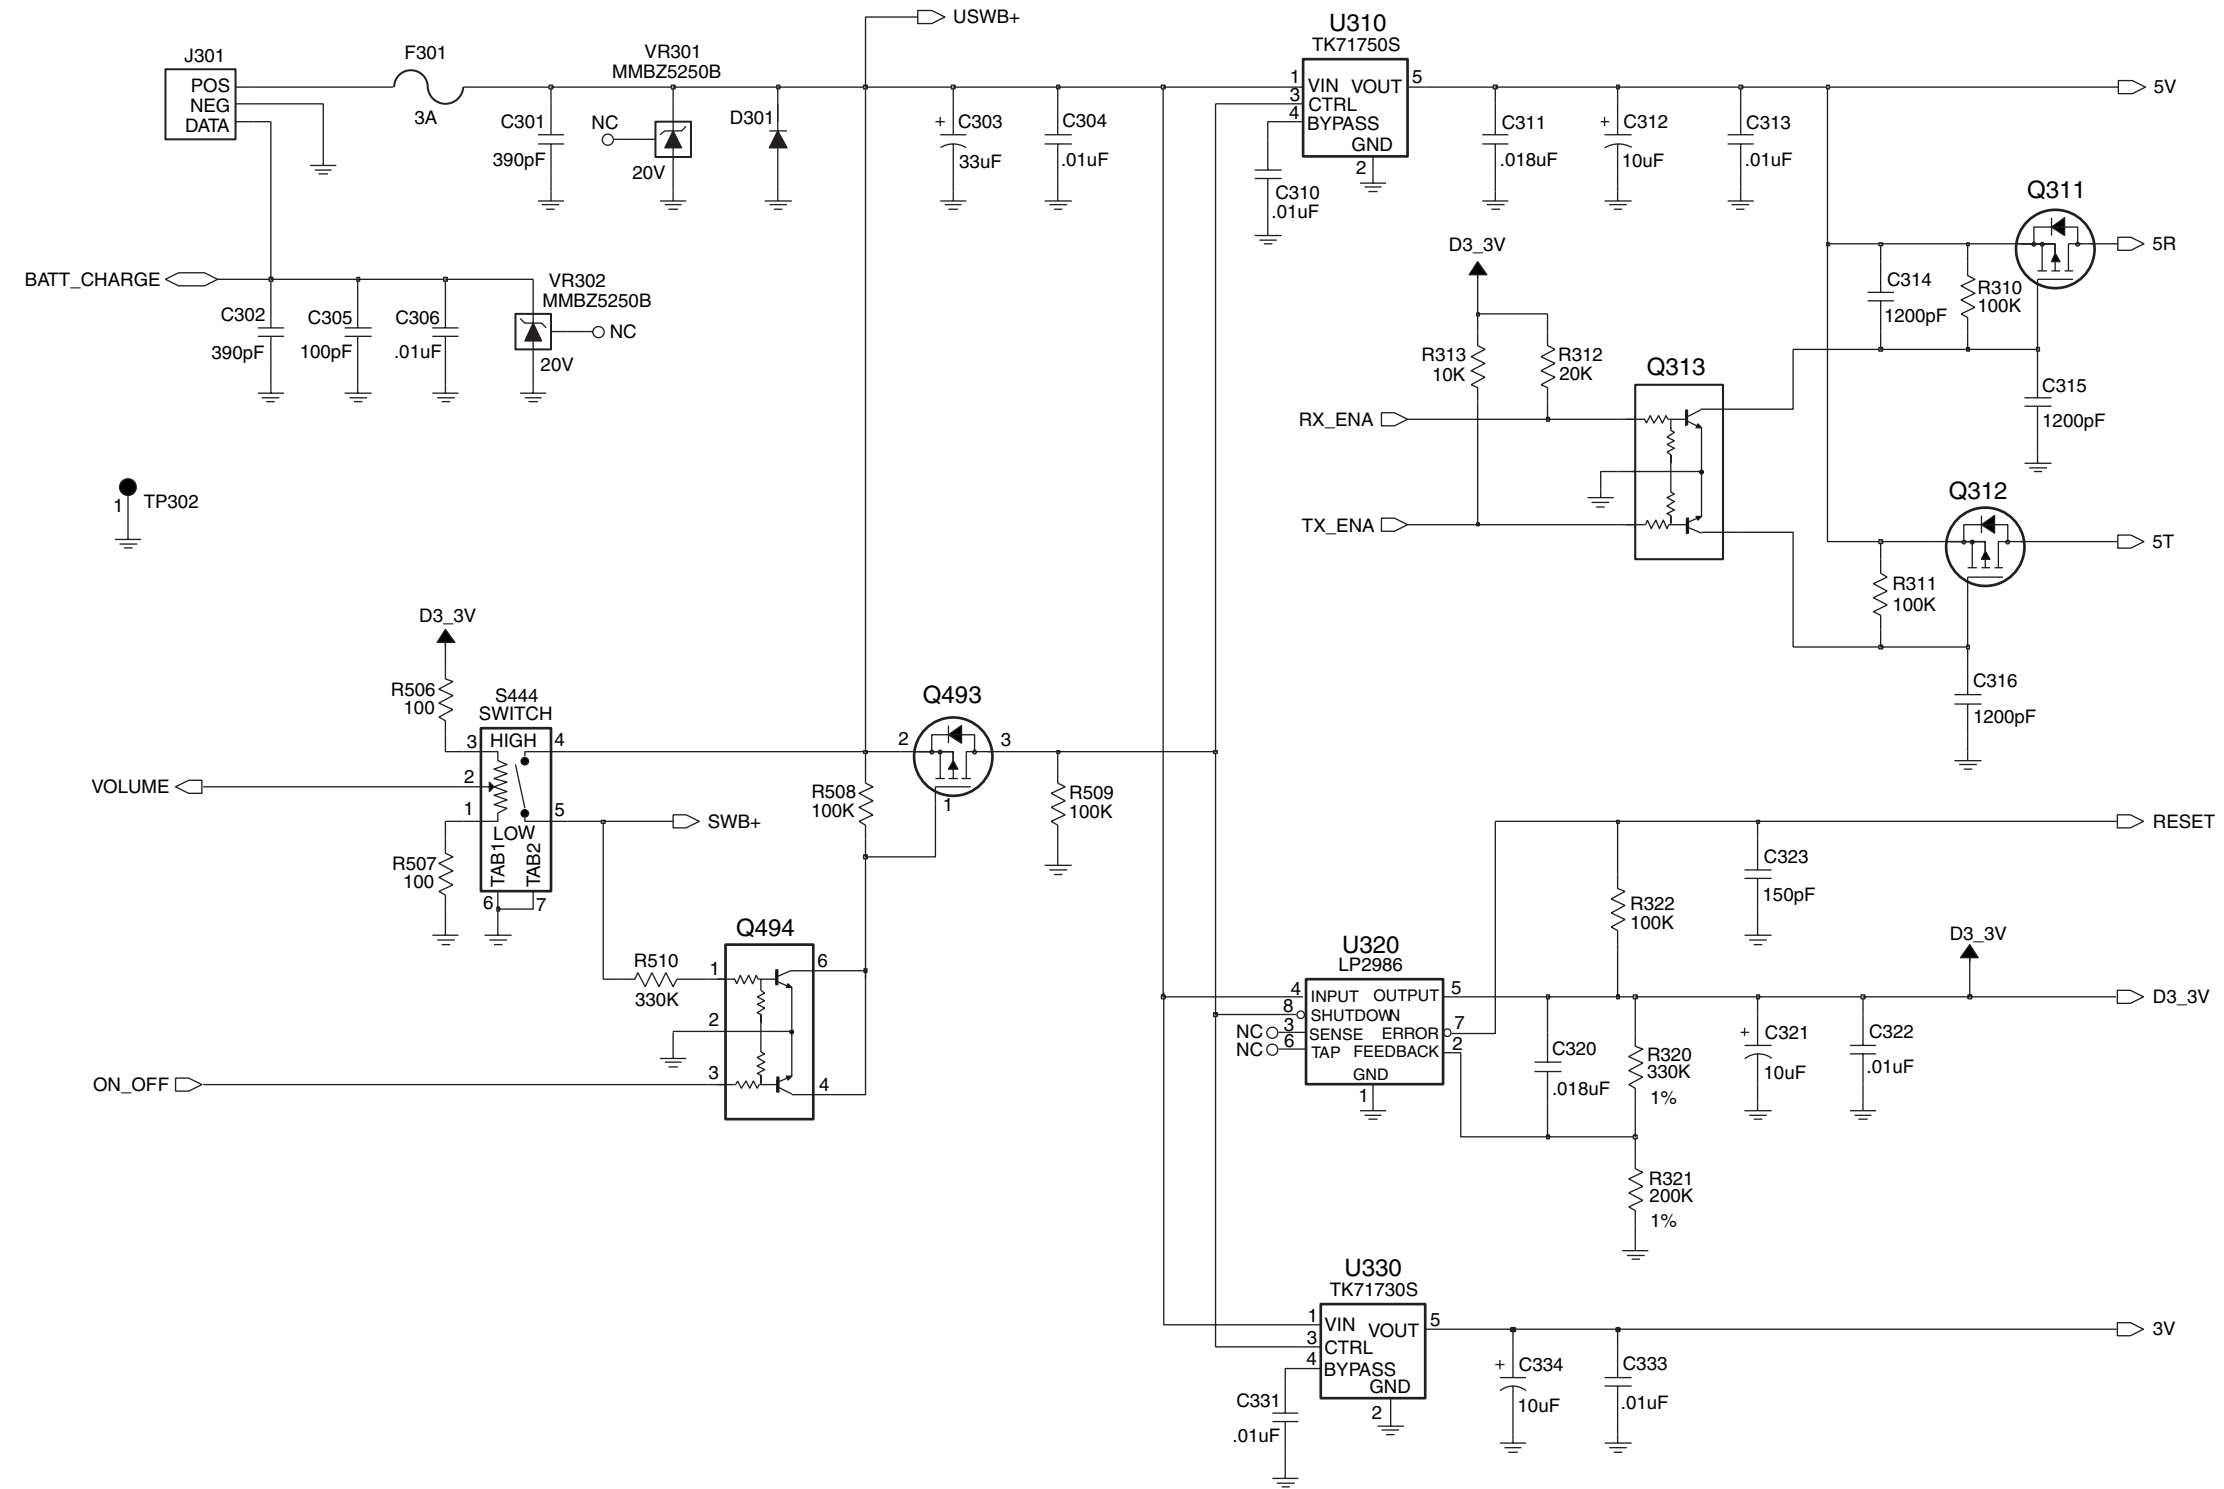 USWB+
J301
POS
NEG
DATA
F301
3A
C301
390pF
VR301
MMBZ5250B
NC
20V
D301
+ C303
33uF
C304
.01uF
U310
TK71750S
1 VIN VOUT 5
3 CTRL
4 BYPASS
GND
2
C310
.01uF
C311
.018uF
+ C312
10uF
C313
.01uF
5V
Q311
5R
C314
1200pF
R310
100K
C315
1200pF
BATT_CHARGE
C302
390pF
C305
100pF
C306
.01uF
VR302
MMBZ5250B
NC
20V
D3_3V
R313
10K
R312
20K
Q313
RX_ENA
TX_ENA
Q312
5T
R311
100K
C316
1200pF
1 TP302
D3_3V
R506
100
S444
SWITCH
3 HIGH 4
2
1 LOW 5
TAB1
TAB2
6 7
VOLUME
R507
100
SWB+
Q493
2 3
1
R508
100K
R509
100K
Q494
R510
330K
1 6
2
3 4
ON_OFF
RESET
R322
100K
C323
150pF
D3_3V
U320
LP2986
4 INPUT OUTPUT 5
8 SHUTDOWN
NC 3 SENSE ERROR 7
NC 6 TAP FEEDBACK 2
GND
1
D3_3V
C320
.018uF
R320
330K
1%
+ C321
10uF
C322
.01uF
R321
200K
1%
U330
TK71730S
1 VIN VOUT 5
3 CTRL
4 BYPASS
GND
2
C331
.01uF
+ C334
10uF
C333
.01uF
3V